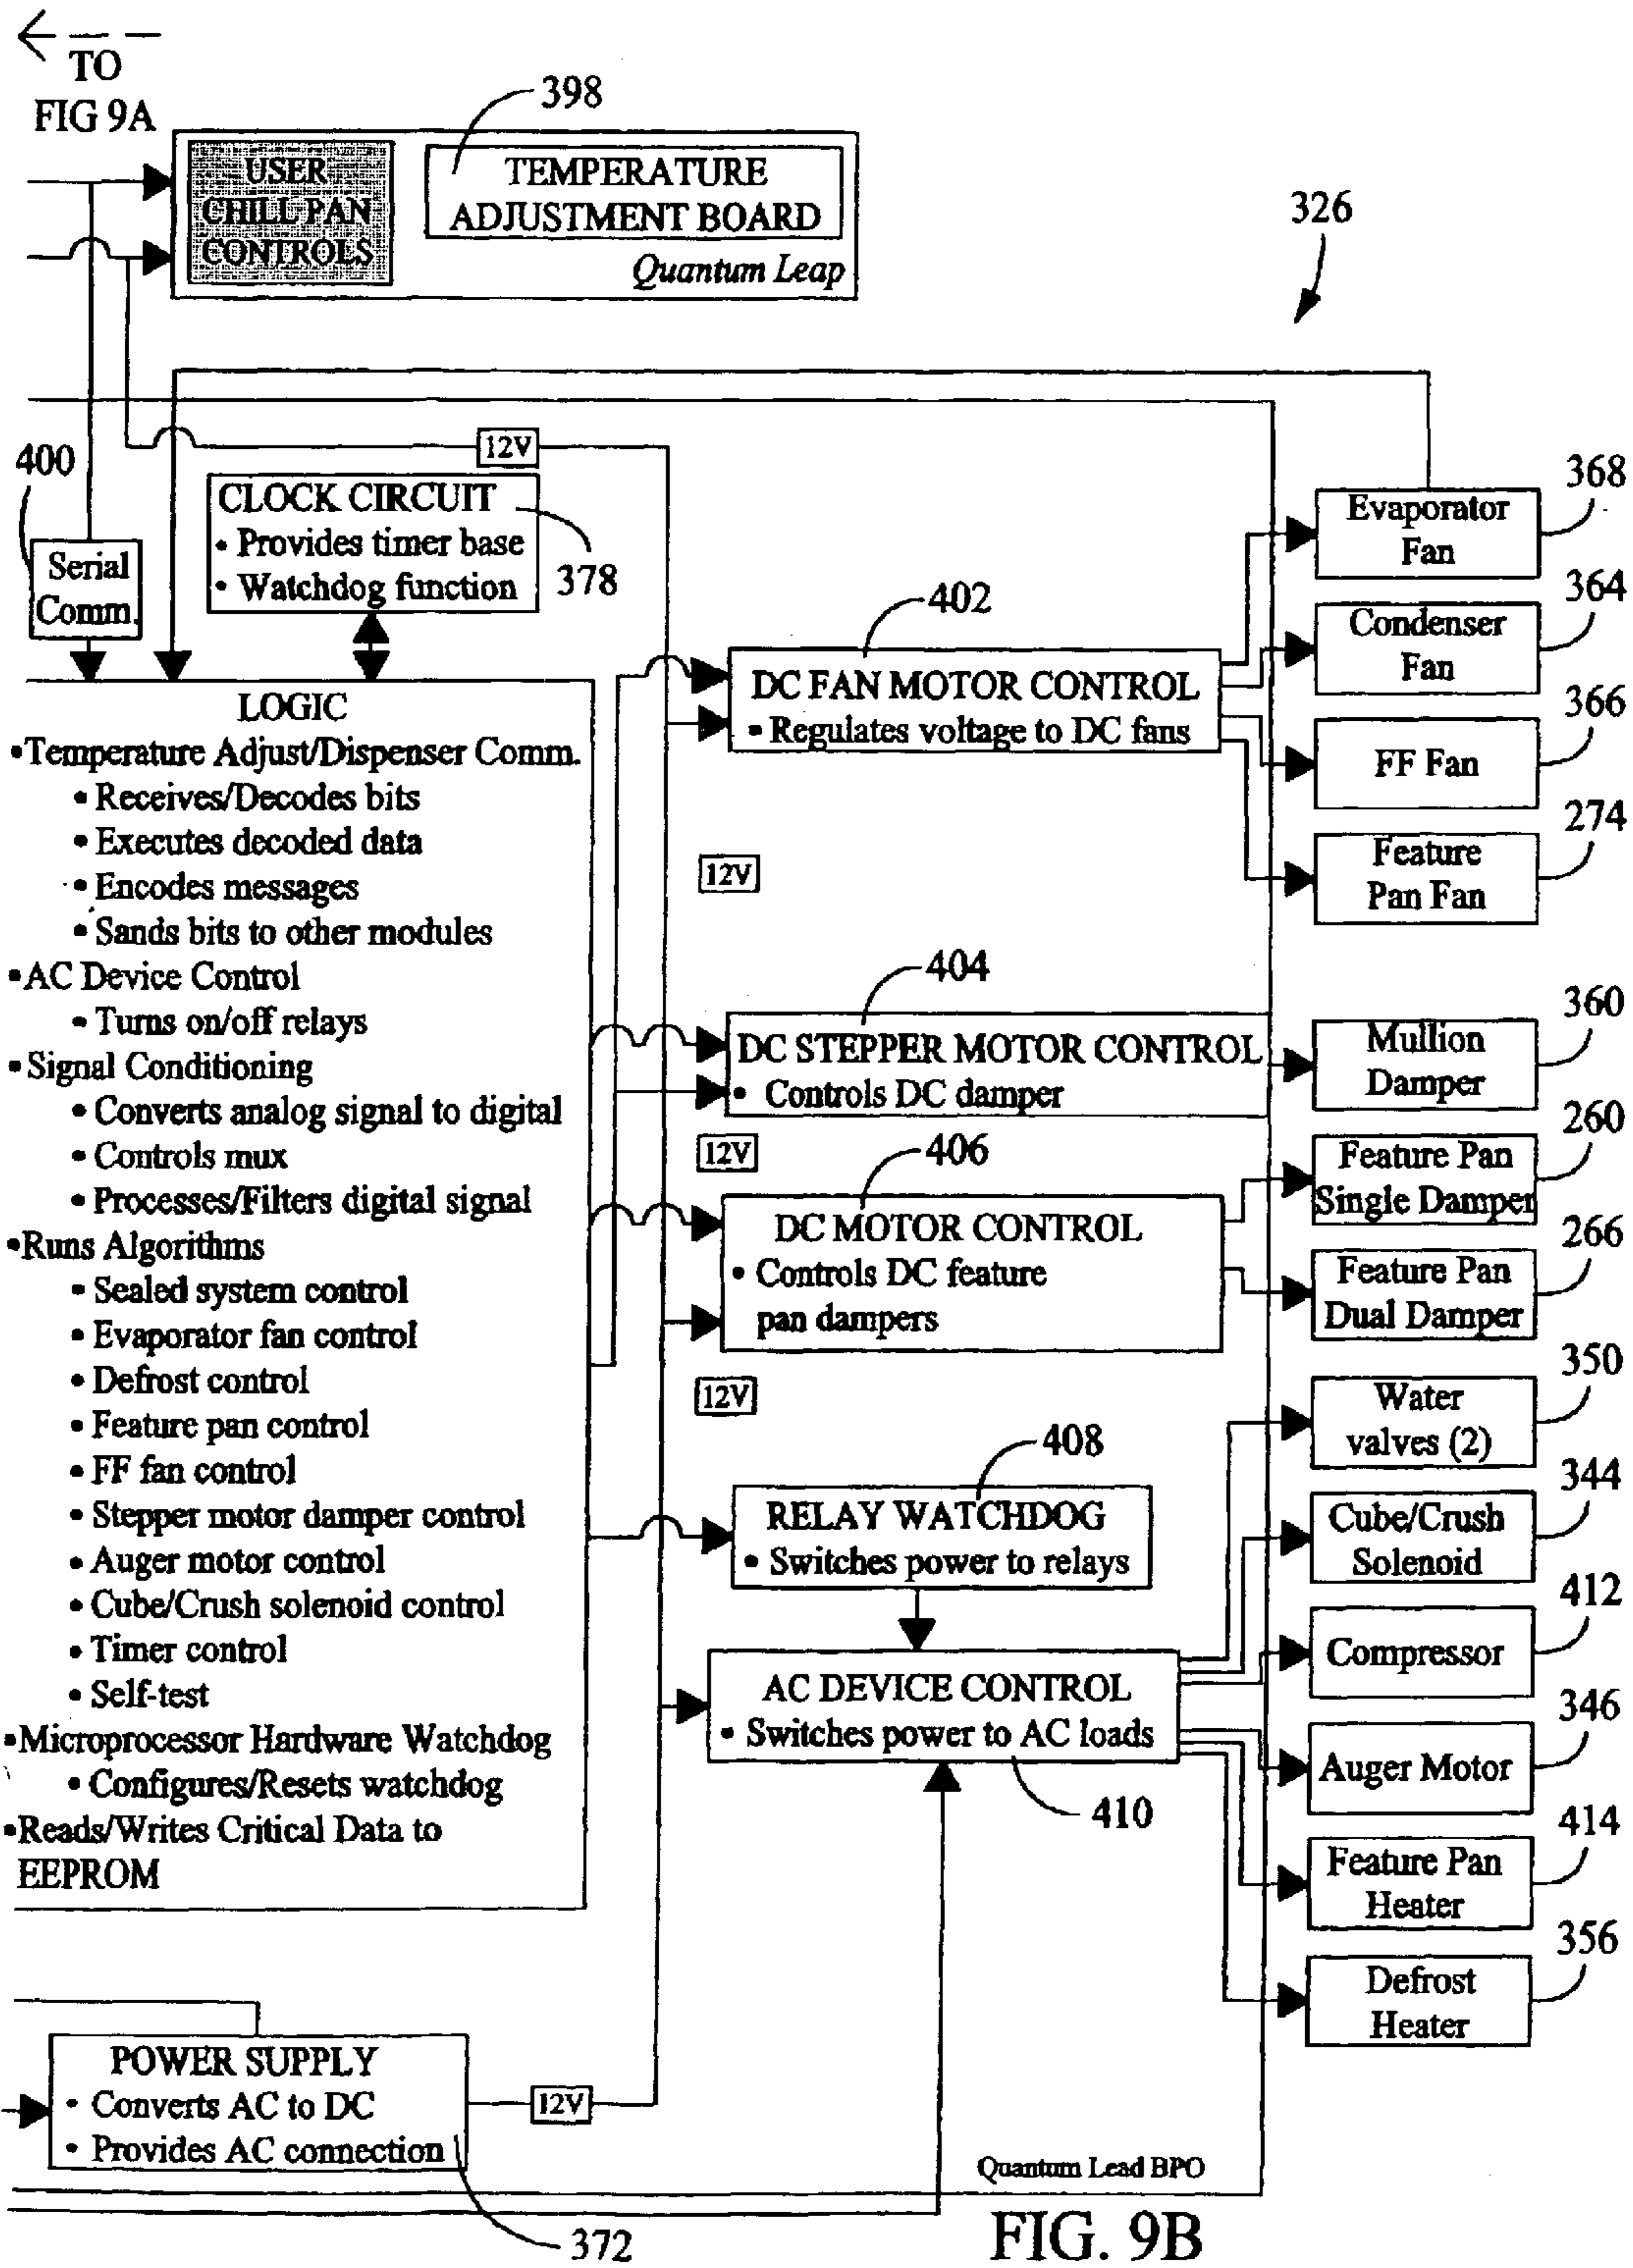 TO
FIG 9A
398
USER
CHILL PAN
CONTROLS
TEMPERATURE
ADJUSTMENT BOARD
Quantum Leap
326
12V
400
Serial
Comm.
CLOCK CIRCUIT
• Provides timer base
• Watchdog function
378
LOGIC
•Temperature Adjust/Dispenser Comm.
• Receives/Decodes bits
• Executes decoded data
• Encodes messages
• Sands bits to other modules
•AC Device Control
• Turns on/off relays
•Signal Conditioning
• Converts analog signal to digital
• Controls mux
• Processes/Filters digital signal
•Runs Algorithms
• Sealed system control
• Evaporator fan control
• Defrost control
• Feature pan control
• FF fan control
• Stepper motor damper control
• Auger motor control
• Cube/Crush solenoid control
• Timer control
• Self-test
•Microprocessor Hardware Watchdog
• Configures/Resets watchdog
•Reads/Writes Critical Data to
EEPROM
402
DC FAN MOTOR CONTROL
• Regulates voltage to DC fans
12V
404
DC STEPPER MOTOR CONTROL
• Controls DC damper
12V
406
DC MOTOR CONTROL
• Controls DC feature
pan dampers
12V
408
RELAY WATCHDOG
• Switches power to relays
AC DEVICE CONTROL
• Switches power to AC loads
410
Evaporator
Fan
368
Condenser
Fan
364
FF Fan
366
Feature
Pan Fan
274
Mullion
Damper
360
Feature Pan
Single Damper
260
Feature Pan
Dual Damper
266
Water
valves (2)
350
Cube/Crush
Solenoid
344
Compressor
412
Auger Motor
346
Feature Pan
Heater
414
Defrost
Heater
356
POWER SUPPLY
• Converts AC to DC
• Provides AC connection
12V
372
Quantum Lead BPO
FIG. 9B